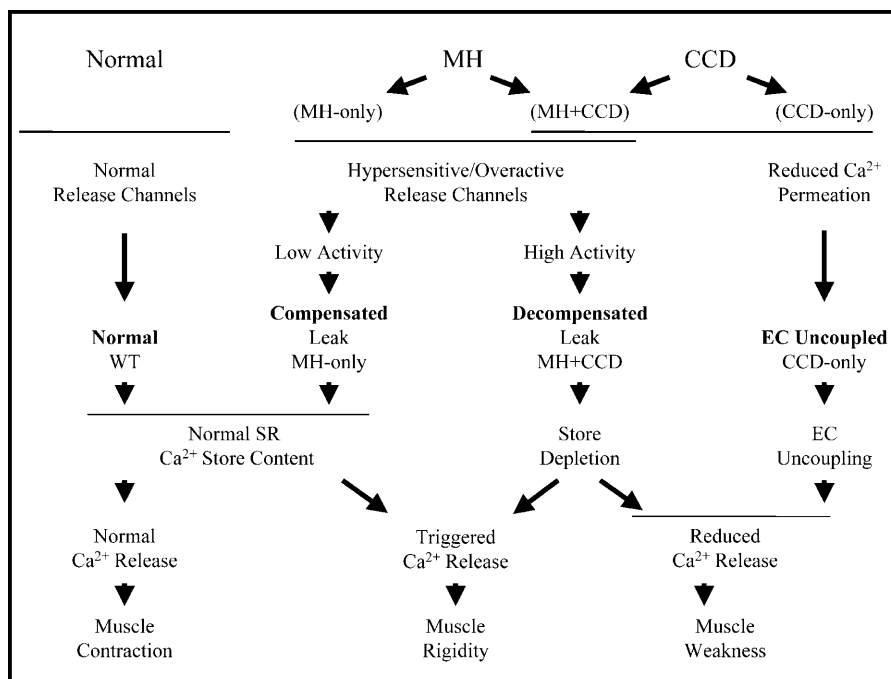 Normal
MH
CCD
(MH-only)
(MH+CCD)
(CCD-only)
Normal
Release Channels
Hypersensitive/Overactive
Release Channels
Reduced Ca²⁺
Permeation
Low Activity
High Activity
Normal
WT
Compensated
Leak
MH-only
Decompensated
Leak
MH+CCD
EC Uncoupled
CCD-only
Normal SR
Ca²⁺ Store Content
Store
Depletion
EC
Uncoupling
Normal
Ca²⁺ Release
Triggered
Ca²⁺ Release
Reduced
Ca²⁺ Release
Muscle
Contraction
Muscle
Rigidity
Muscle
Weakness